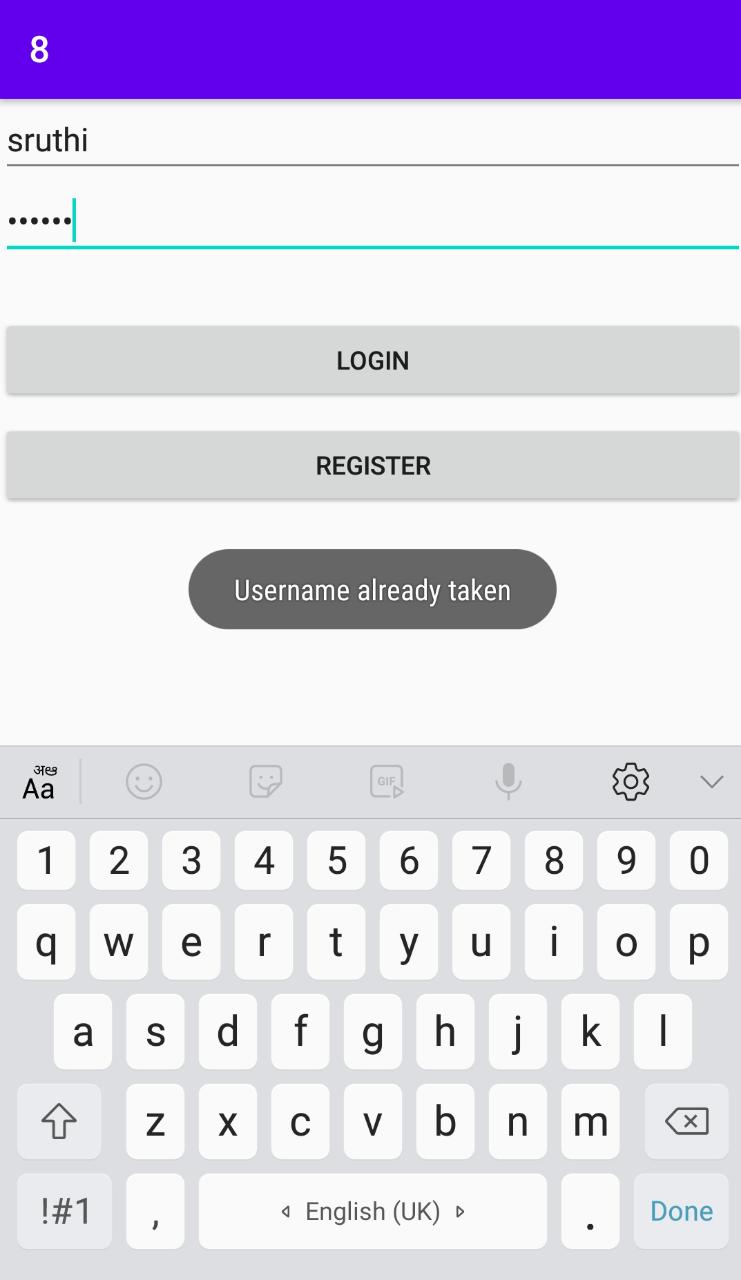 8
sruthi
••••••
LOGIN
REGISTER
Username already taken
अಆ
Aa
GIF
1 2 3 4 5 6 7 8 9 0
q w e r t y u i o p
a s d f g h j k l
z x c v b n m
!#1 , English (UK) . Done